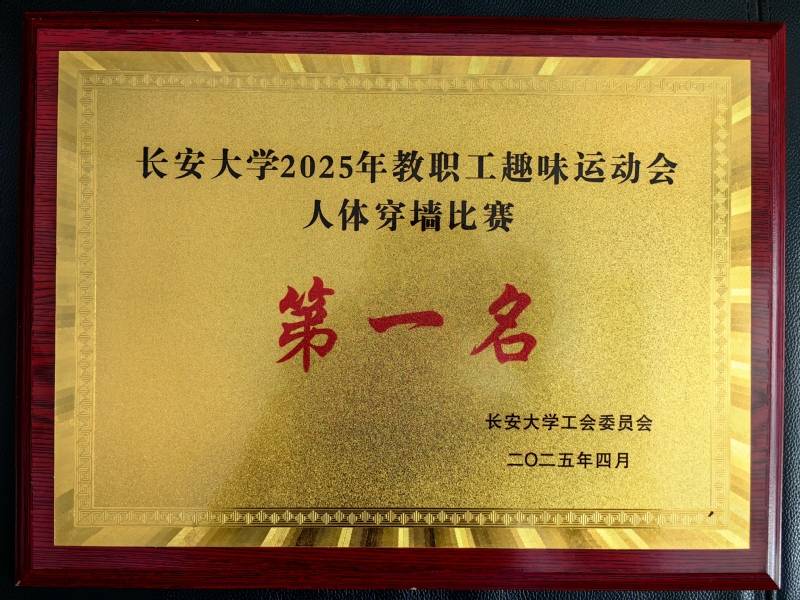 长安大学2025年教职工趣味运动会
人体穿墙比赛
第一名
长安大学工会委员会
二〇二五年四月